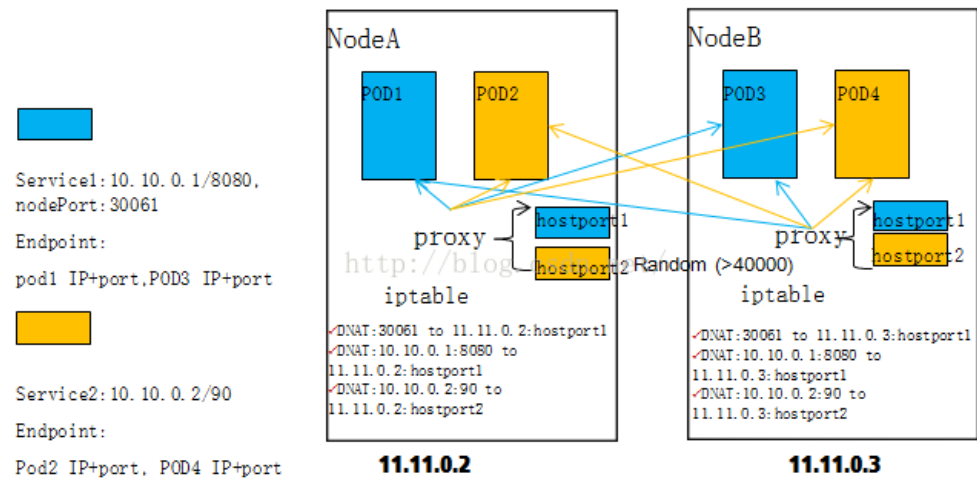 Service1:10.10.0.1/8080,
nodePort:30061
Endpoint:
pod1 IP+port,POD3 IP+port
Service2:10.10.0.2/90
Endpoint:
Pod2 IP+port, POD4 IP+port
NodeA
POD1
POD2
proxy
hostport1
hostport2
Random (>40000)
http://blog.
iptable
✓DNAT:30061 to 11.11.0.2:hostport1
✓DNAT:10.10.0.1:8080 to
11.11.0.2:hostport1
✓DNAT:10.10.0.2:90 to
11.11.0.2:hostport2
11.11.0.2
NodeB
POD3
POD4
proxy
hostport1
hostport2
iptable
✓DNAT:30061 to 11.11.0.3:hostport1
✓DNAT:10.10.0.1:8080 to
11.11.0.3:hostport1
✓DNAT:10.10.0.2:90 to
11.11.0.3:hostport2
11.11.0.3